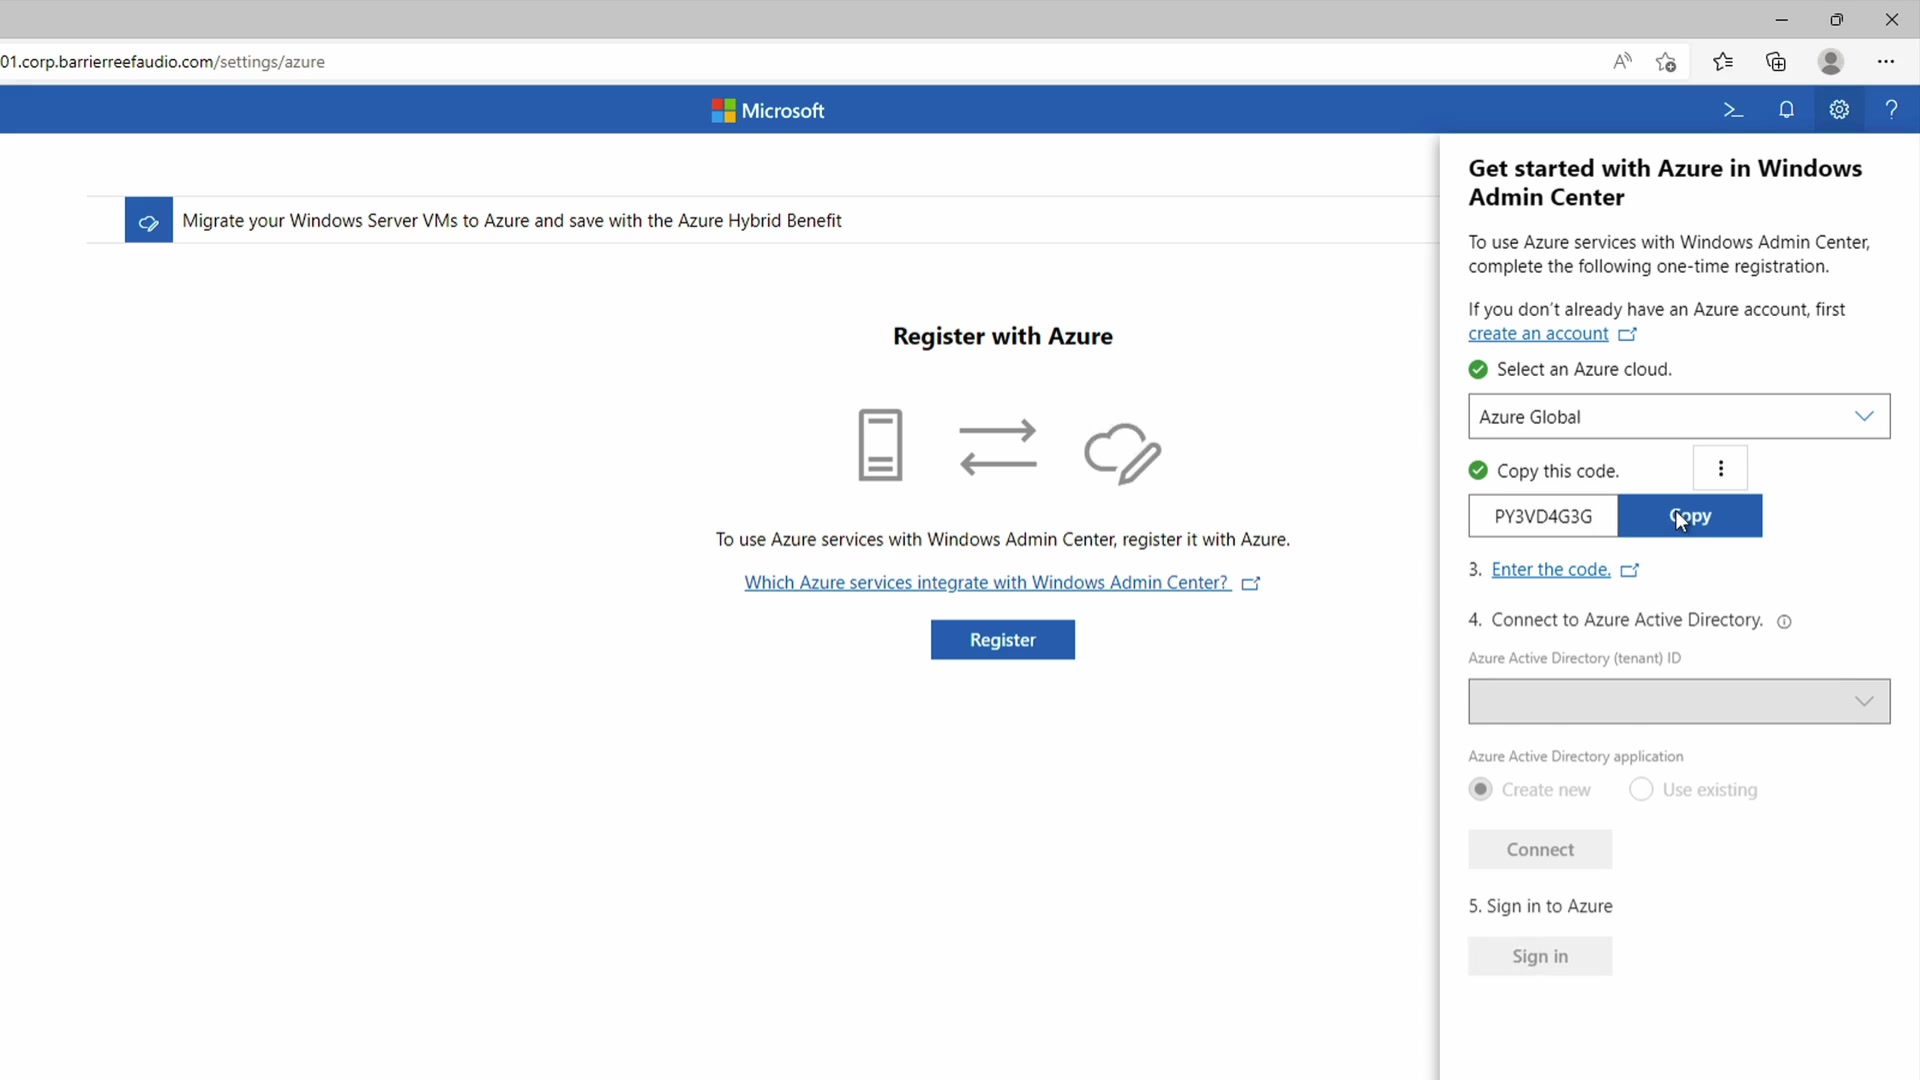 01.corp.barrierreefaudio.com/settings/azure
Microsoft
Migrate your Windows Server VMs to Azure and save with the Azure Hybrid Benefit
Register with Azure
To use Azure services with Windows Admin Center, register it with Azure.
Which Azure services integrate with Windows Admin Center?
Register
Get started with Azure in Windows
Admin Center
To use Azure services with Windows Admin Center,
complete the following one-time registration.
If you don't already have an Azure account, first
create an account
Select an Azure cloud.
Azure Global
Copy this code.
PY3VD4G3G
Copy
3. Enter the code.
4. Connect to Azure Active Directory.
Azure Active Directory (tenant) ID
Azure Active Directory application
Create new
Use existing
Connect
5. Sign in to Azure
Sign in